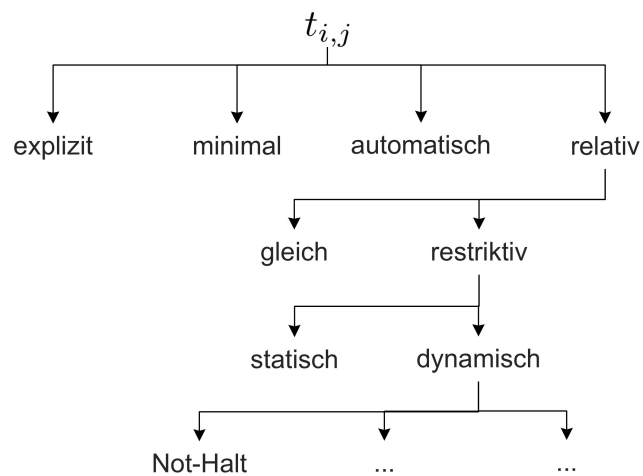 t_{i,j}
explizit minimal automatisch relativ
gleich restriktiv
statisch dynamisch
Not-Halt ... ...